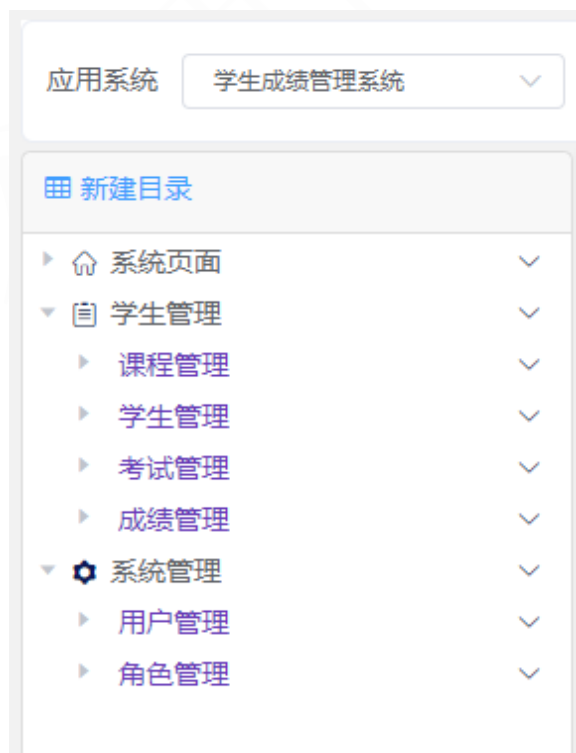 应用系统 学生成绩管理系统
新建目录
系统页面
学生管理
课程管理
学生管理
考试管理
成绩管理
系统管理
用户管理
角色管理